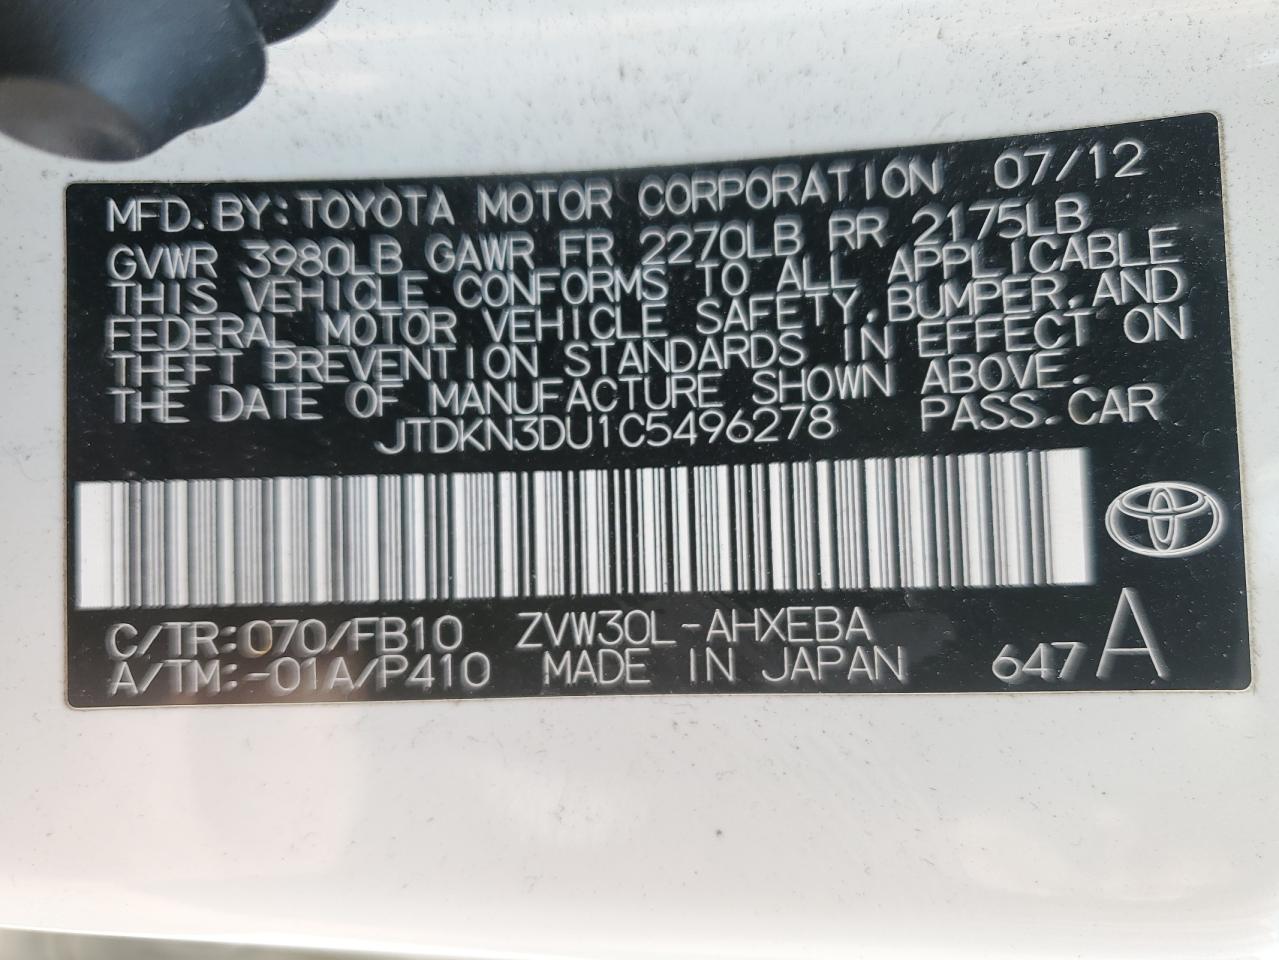 MFD. BY: TOYOTA MOTOR CORPORATION 07/12
GVWR 3980LB GAWR FR 2270LB RR 2175LB
THIS VEHICLE CONFORMS TO ALL APPLICABLE
FEDERAL MOTOR VEHICLE SAFETY, BUMPER, AND
THEFT PREVENTION STANDARDS IN EFFECT ON
THE DATE OF MANUFACTURE SHOWN ABOVE.
JTDKN3DU1C5496278 PASS. CAR
C/TR:070/FB10 ZVW30L-AHXEBA
A/TM:-01A/P410 MADE IN JAPAN 647 A